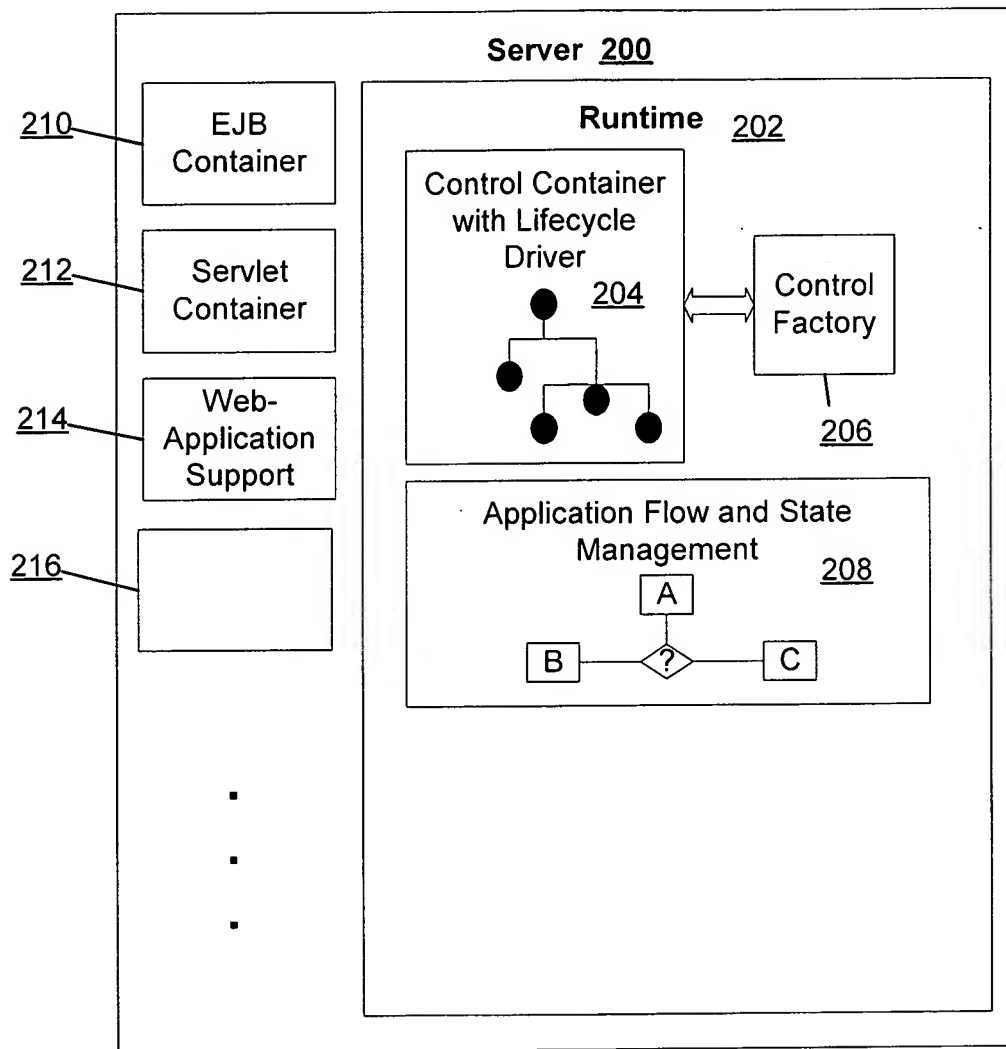 Server 200
210
EJB
Container
Runtime 202
Control Container
with Lifecycle
Driver
204
212
Servlet
Container
Control
Factory
206
214
Web-
Application
Support
Application Flow and State
Management
208
216
A
B
?
C